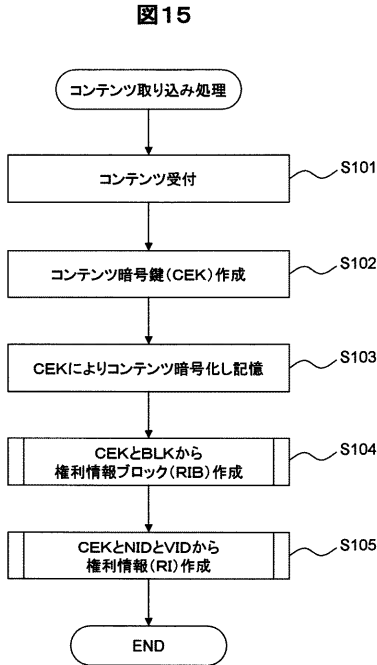 図15
コンテンツ取り込み処理
コンテンツ受付
S101
コンテンツ暗号鍵(CEK)作成
S102
CEKによりコンテンツ暗号化し記憶
S103
CEKとBLKから
権利情報ブロック(RIB)作成
S104
CEKとNIDとVIDから
権利情報(RI)作成
S105
END